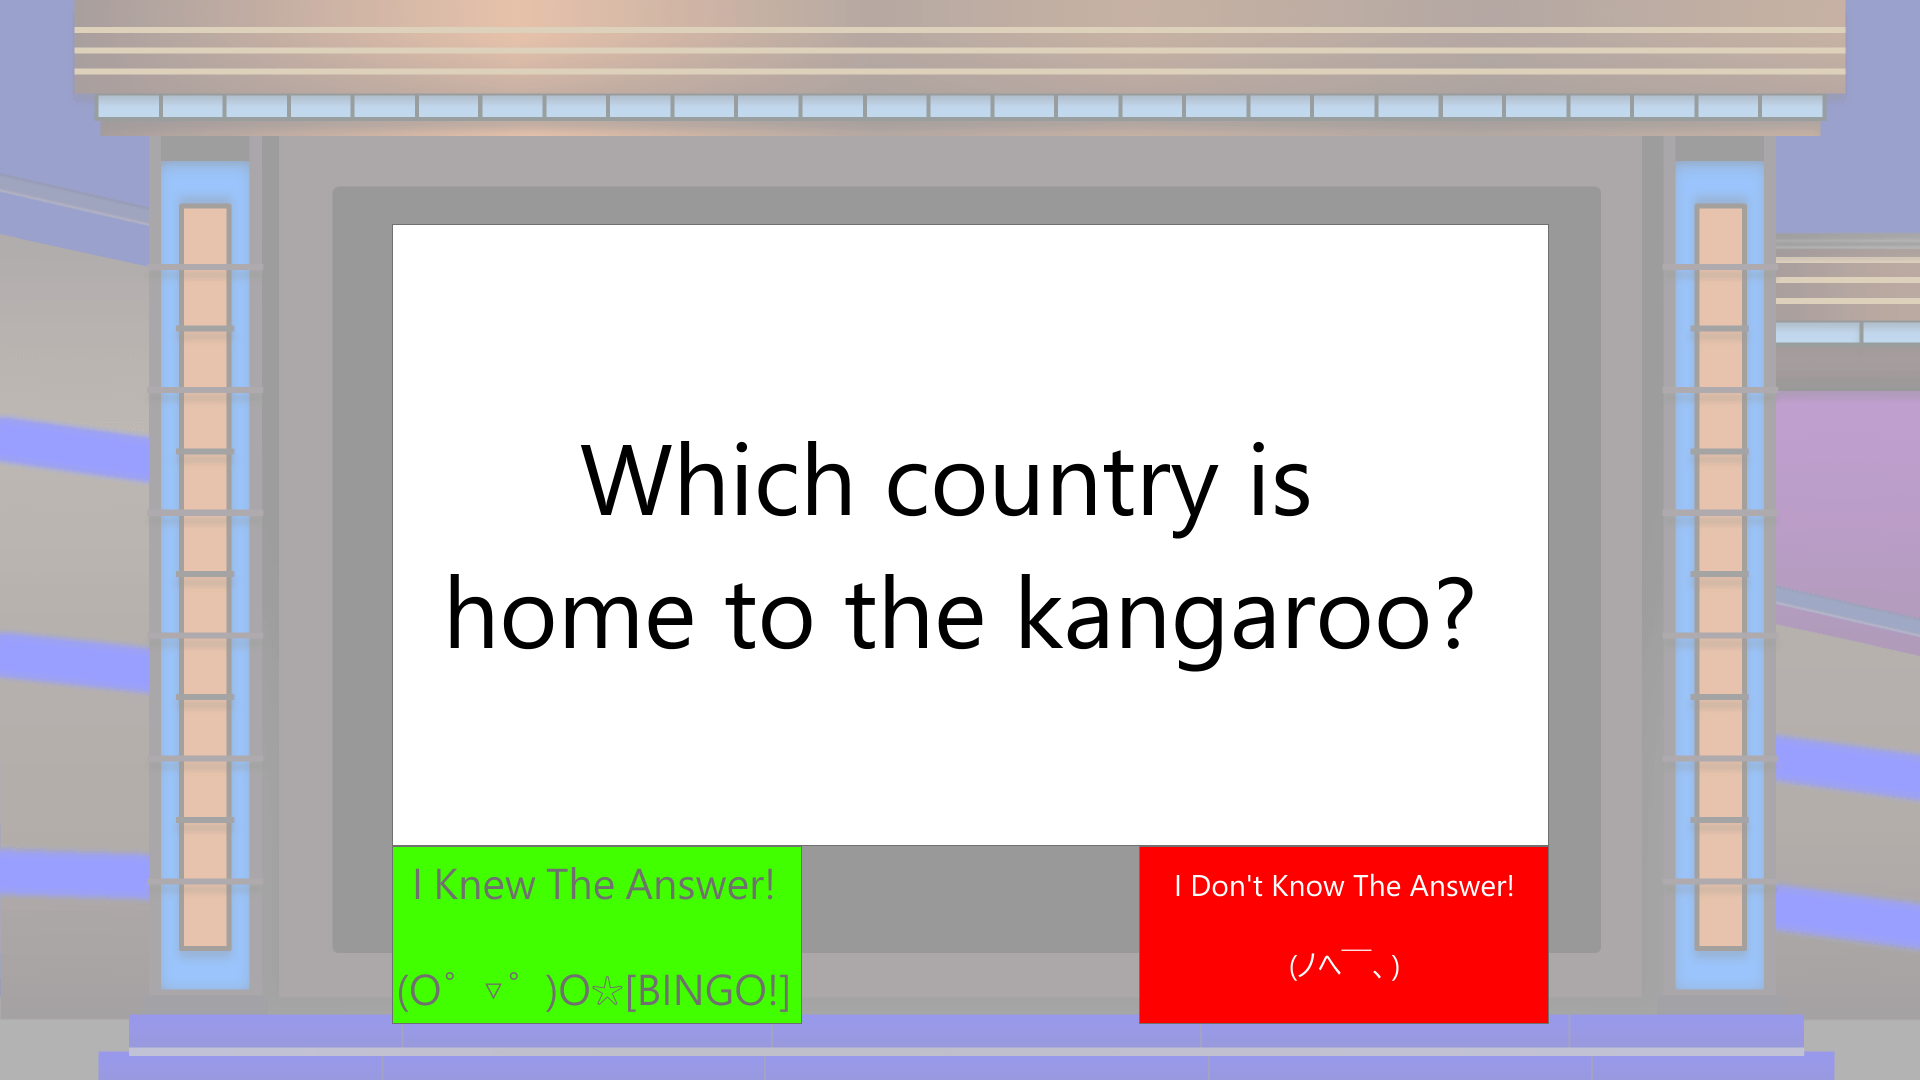 Which country is
home to the kangaroo?
I Knew The Answer!
(O゜▿゜)O☆[BINGO!]
I Don't Know The Answer!
(ノへ￣、)